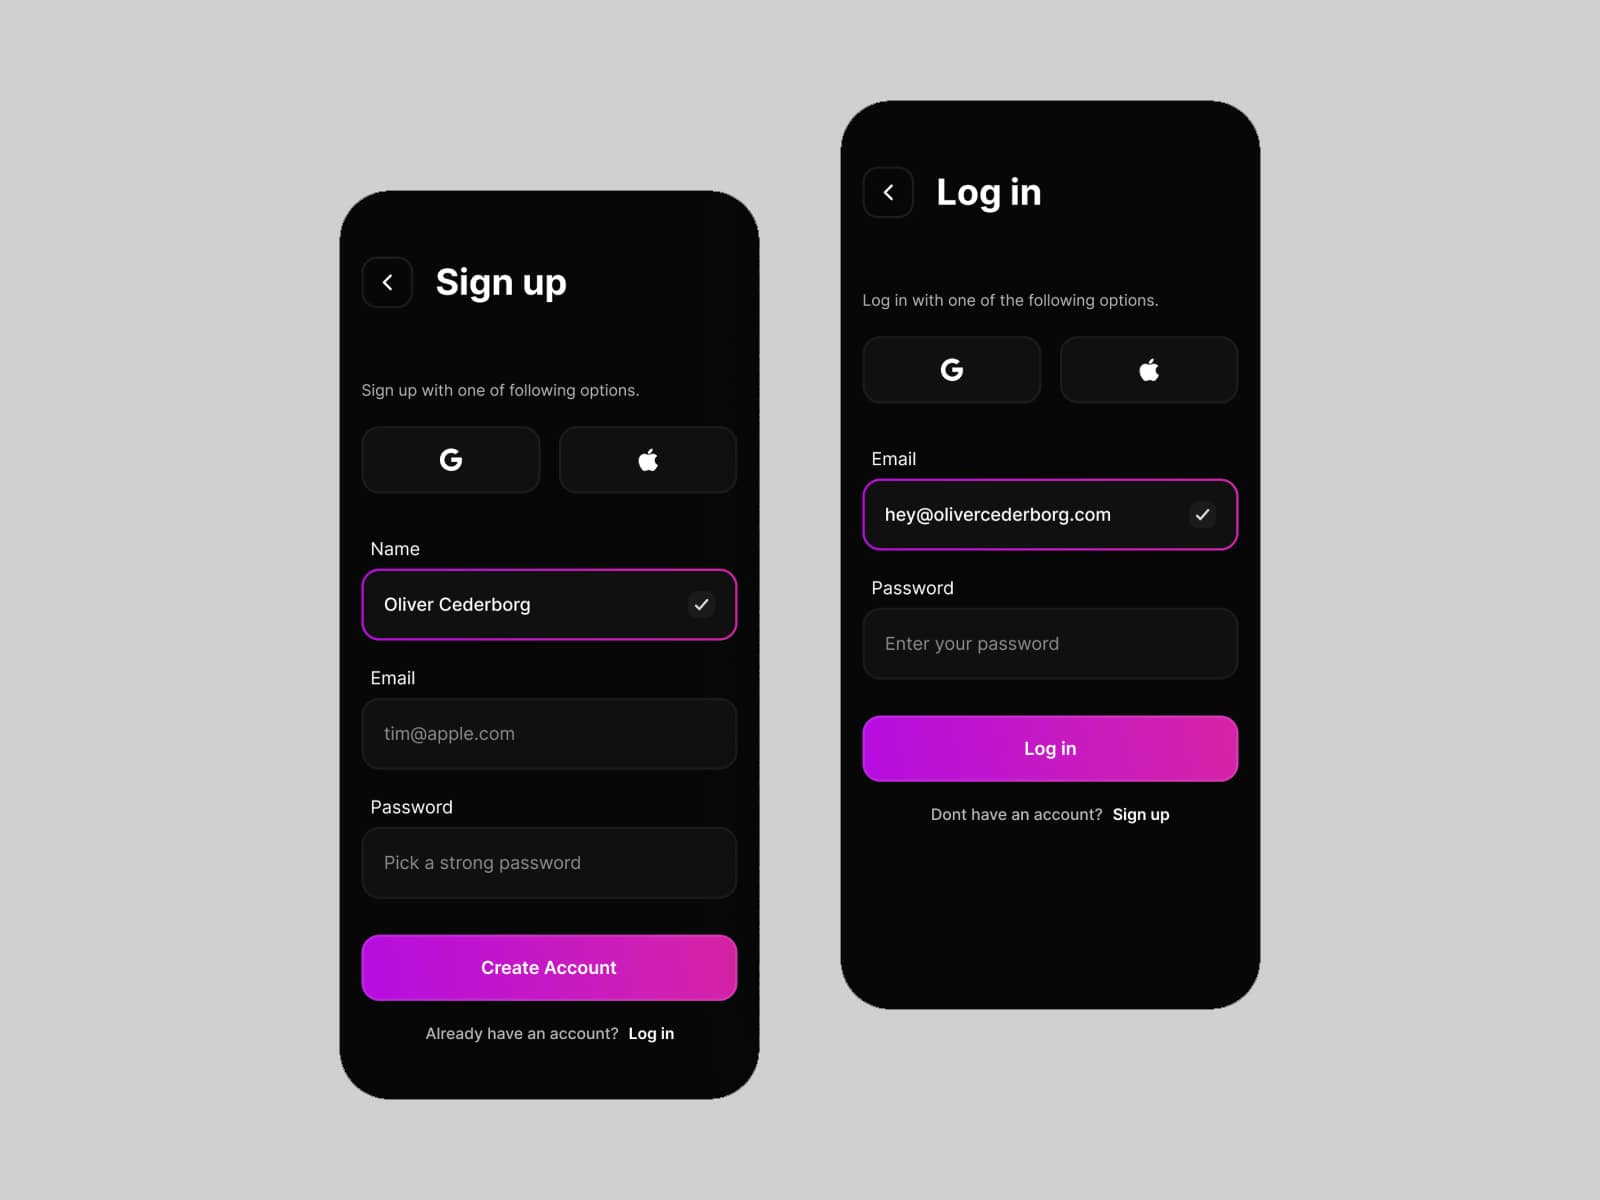 Sign up
Sign up with one of following options.
Name
Oliver Cederborg
Email
tim@apple.com
Password
Pick a strong password
Create Account
Already have an account? Log in
Log in
Log in with one of the following options.
Email
hey@olivercederborg.com
Password
Enter your password
Log in
Dont have an account? Sign up